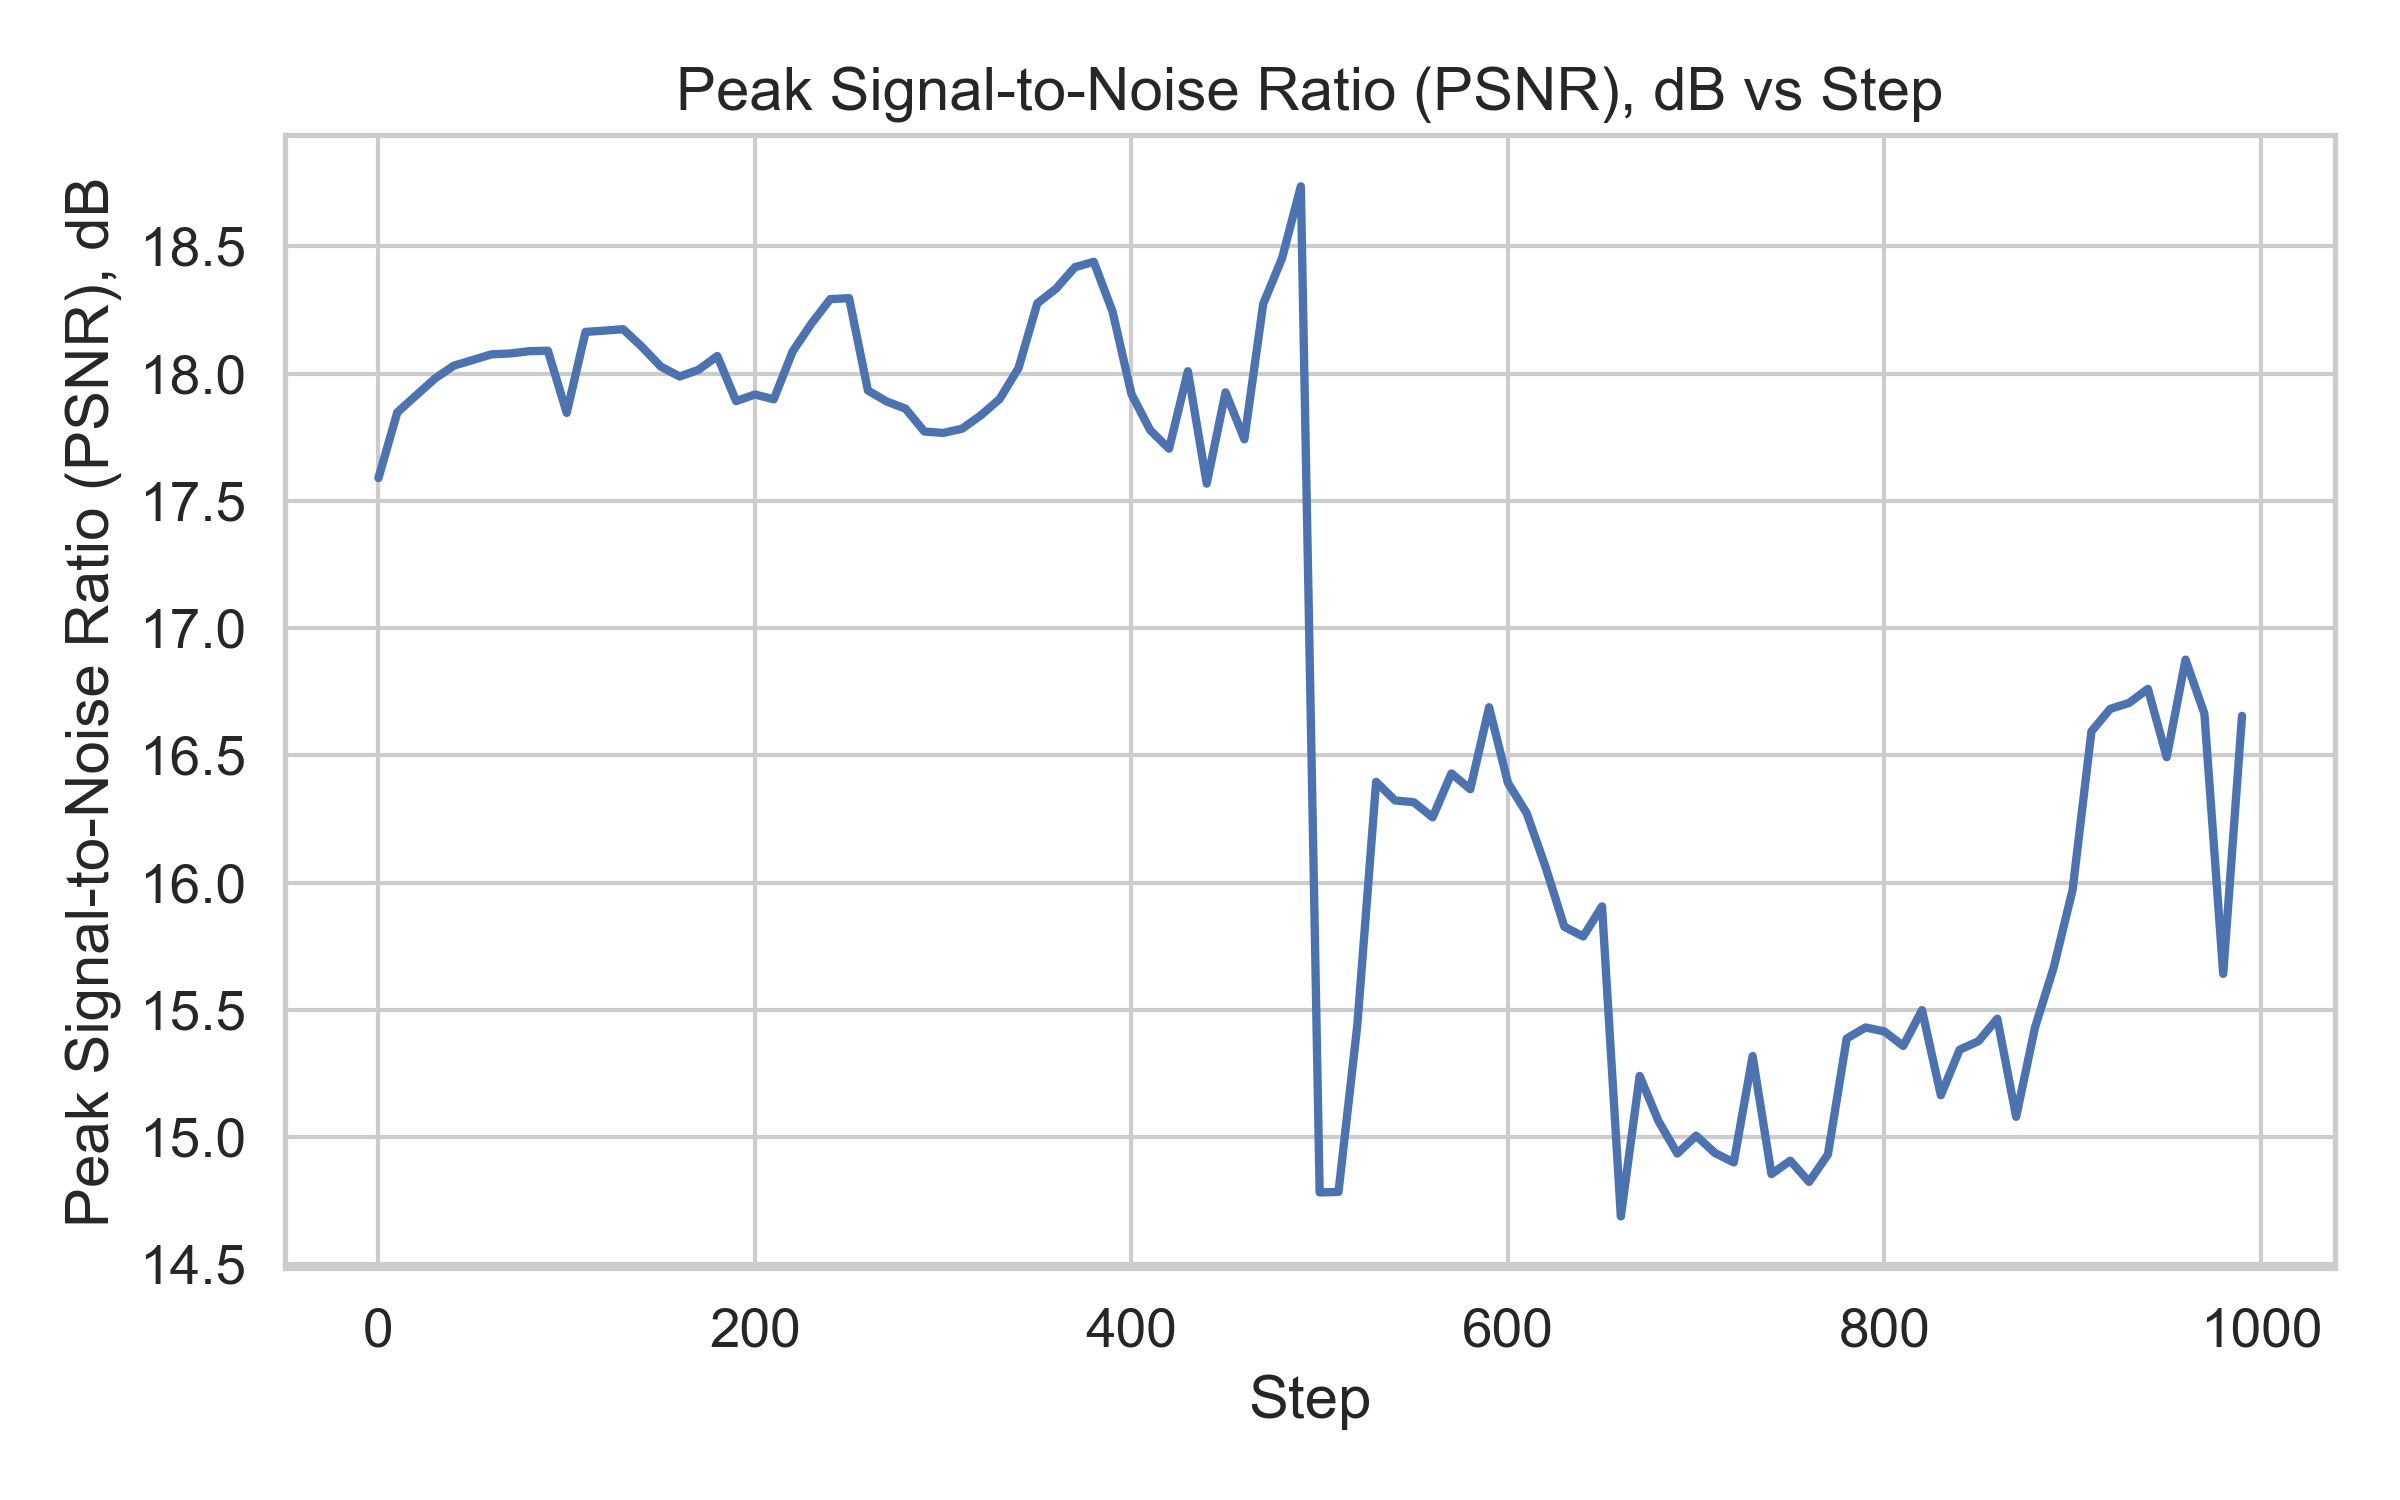 Peak Signal-to-Noise Ratio (PSNR), dB vs Step
Peak Signal-to-Noise Ratio (PSNR), dB
18.5
18.0
17.5
17.0
16.5
16.0
15.5
15.0
14.5
0 200 400 600 800 1000
Step